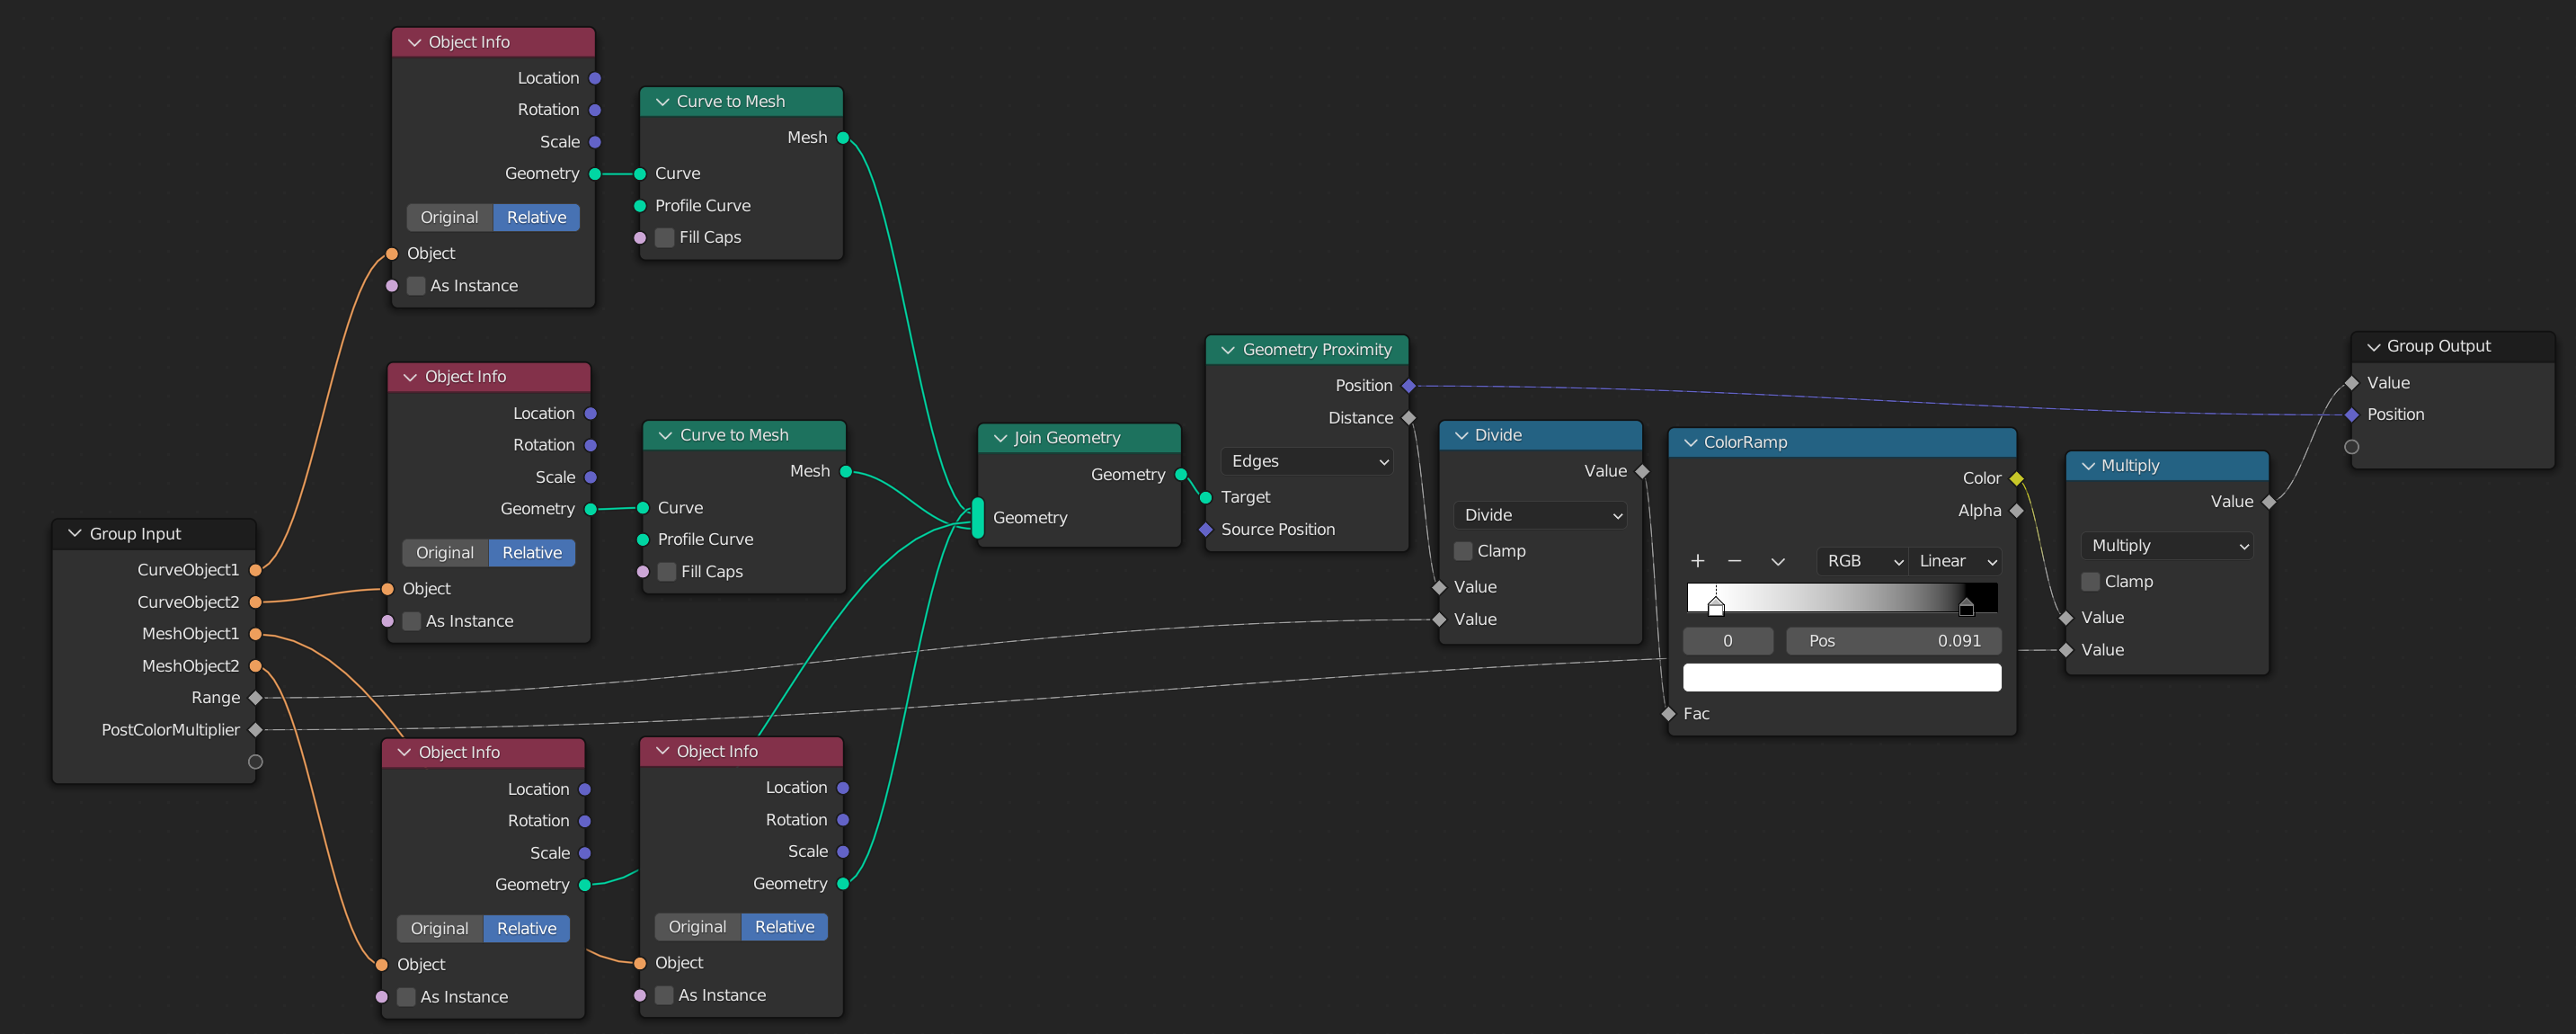 Object Info
Location
Rotation
Scale
Geometry
Original Relative
Object
As Instance
Curve to Mesh
Mesh
Curve
Profile Curve
Fill Caps
Object Info
Location
Rotation
Scale
Geometry
Original Relative
Object
As Instance
Curve to Mesh
Mesh
Curve
Profile Curve
Fill Caps
Group Input
CurveObject1
CurveObject2
MeshObject1
MeshObject2
Range
PostColorMultiplier
Object Info
Location
Rotation
Scale
Geometry
Original Relative
Object
As Instance
Object Info
Location
Rotation
Scale
Geometry
Original Relative
Object
As Instance
Join Geometry
Geometry
Geometry
Geometry Proximity
Position
Distance
Edges
Target
Source Position
Divide
Value
Divide
Clamp
Value
Value
ColorRamp
Color
Alpha
RGB Linear
0 Pos 0.091
Fac
Multiply
Value
Multiply
Clamp
Value
Value
Group Output
Value
Position